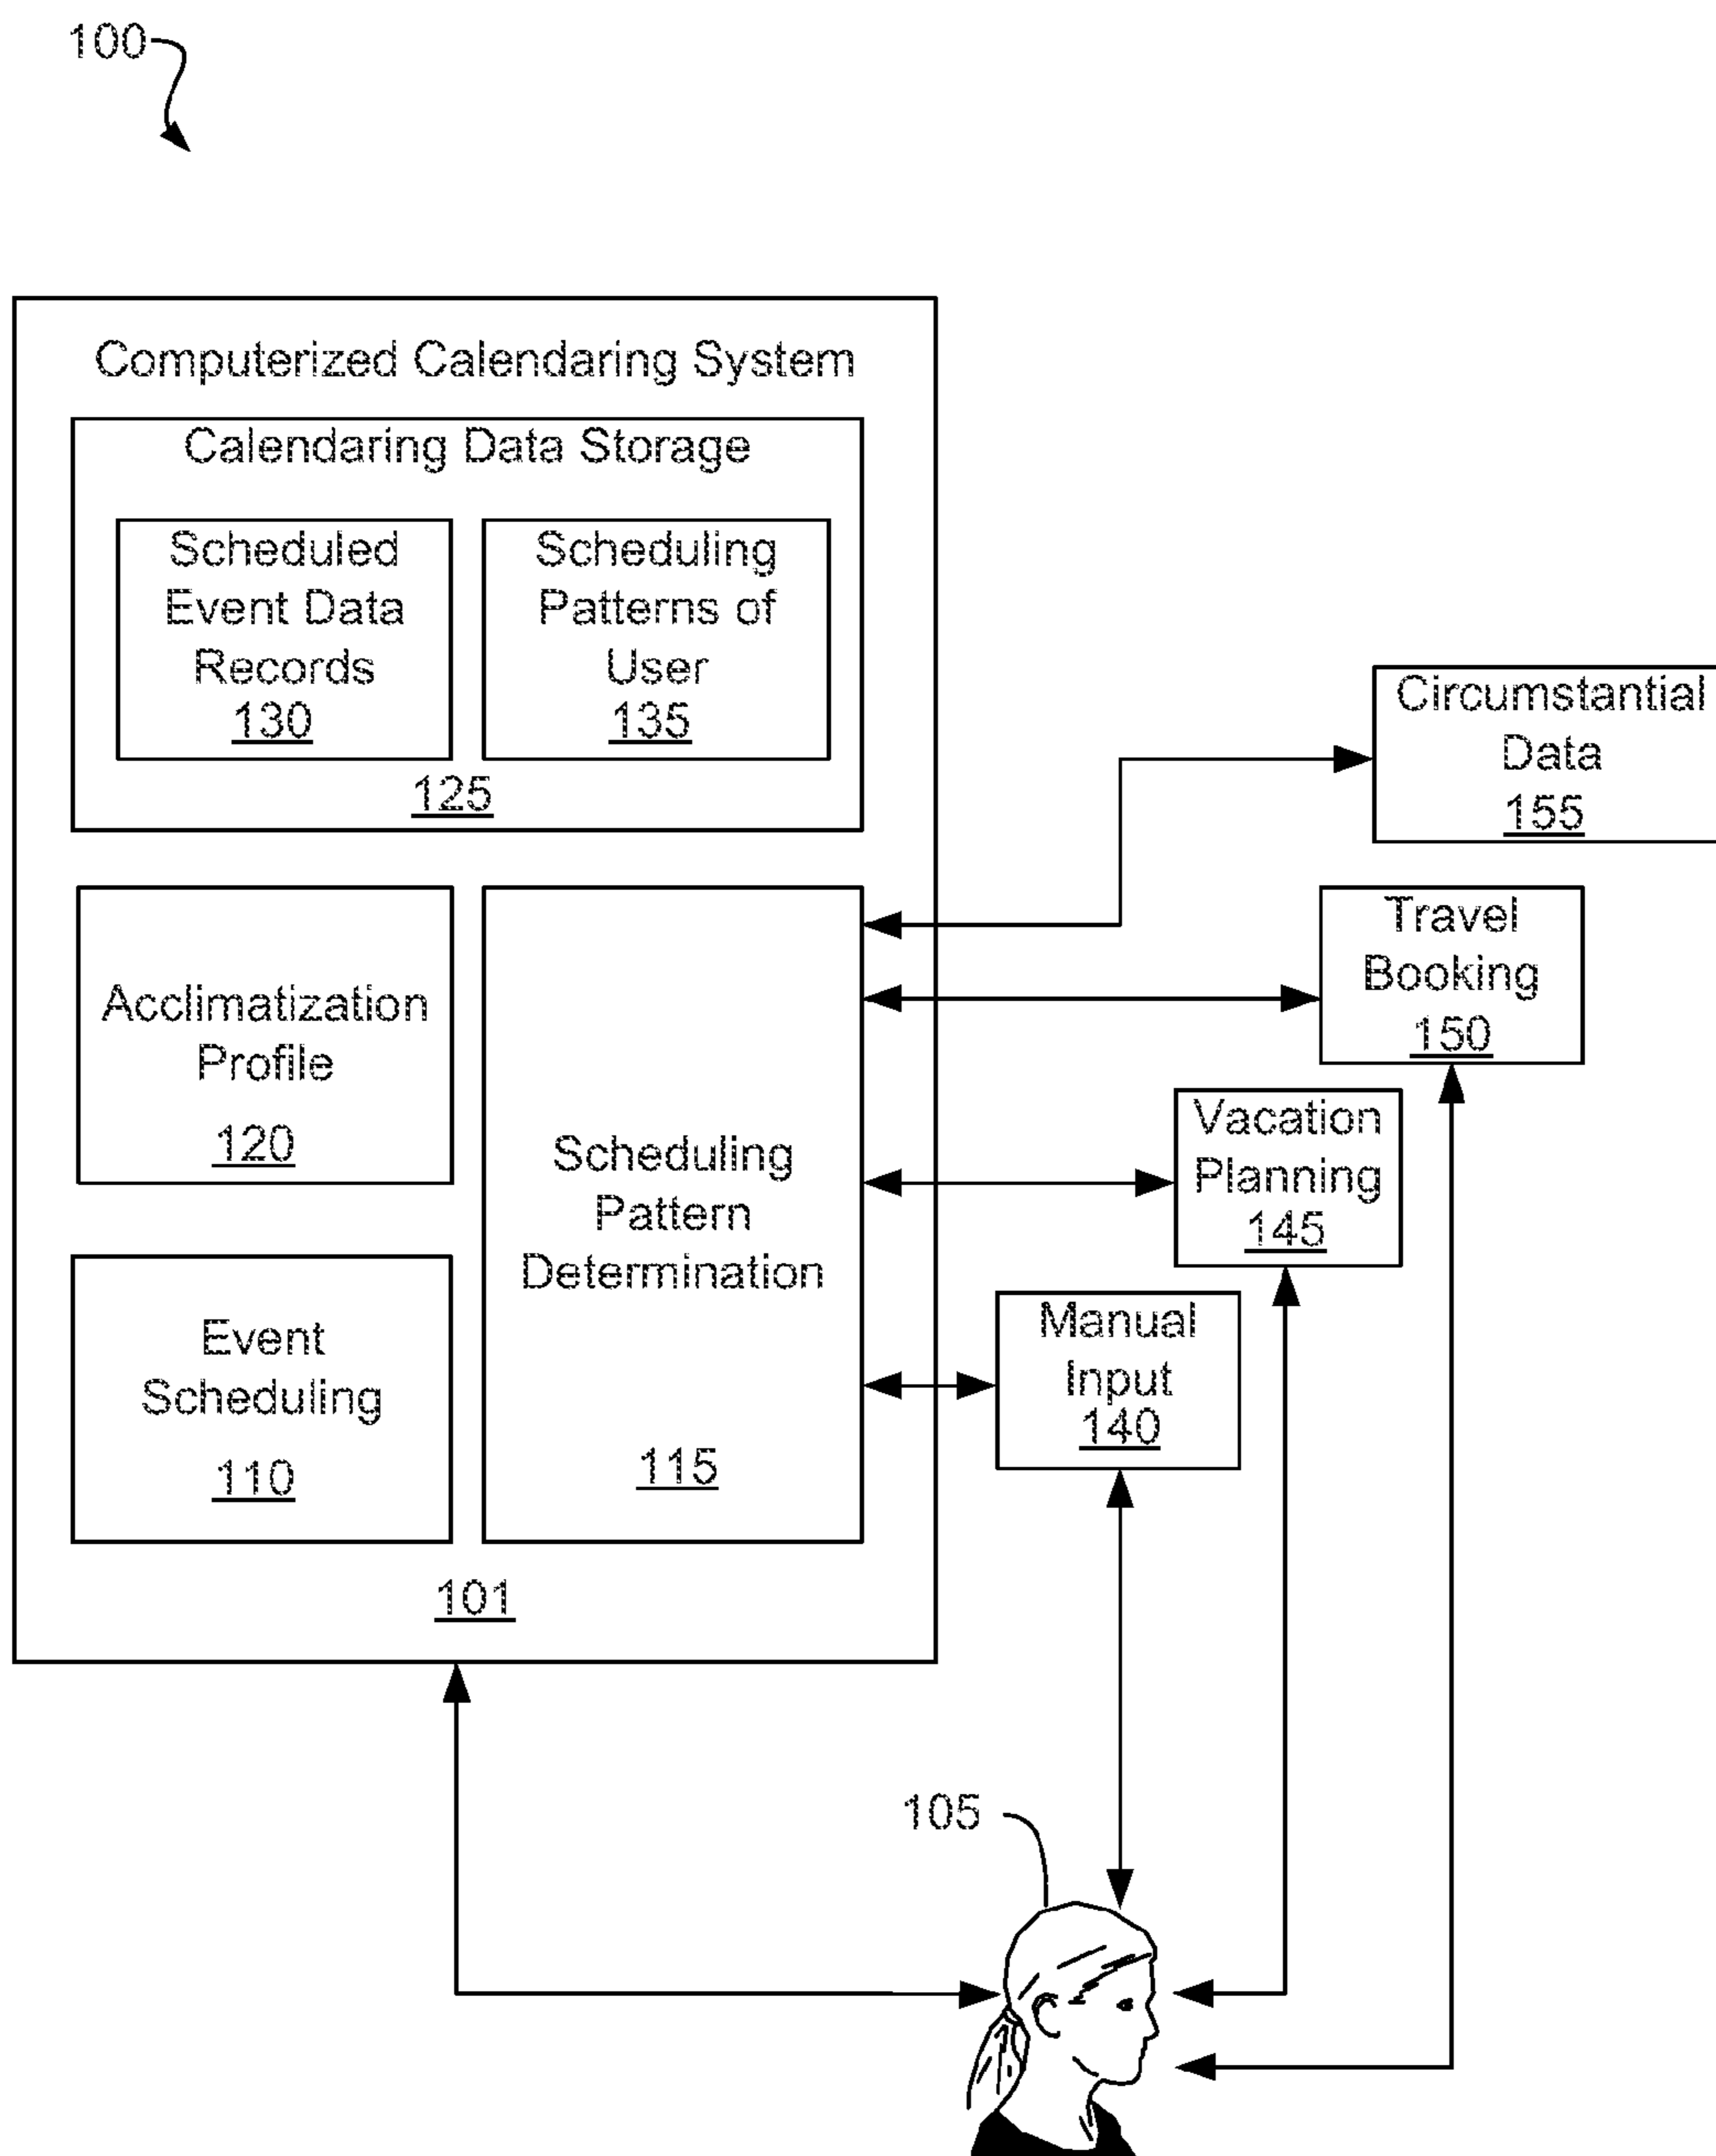 100
Computerized Calendaring System
Calendaring Data Storage
Scheduled
Event Data
Records
130
Scheduling
Patterns of
User
135
125
Circumstantial
Data
155
Travel
Booking
150
Acclimatization
Profile
120
Scheduling
Pattern
Determination
115
Vacation
Planning
145
Event
Scheduling
110
Manual
Input
140
101
105